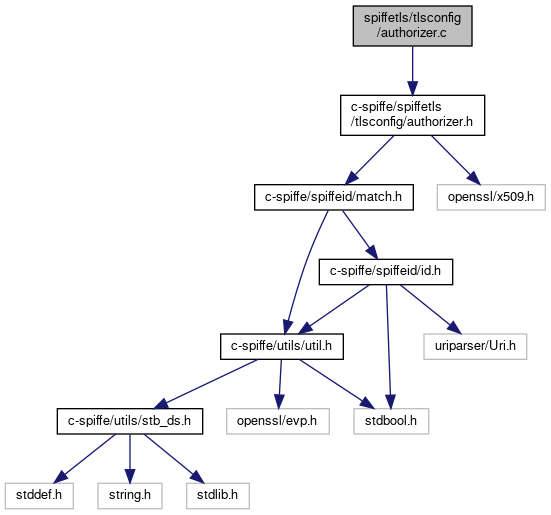 spiffetls/tlsconfig
/authorizer.c
c-spiffe/spiffetls
/tlsconfig/authorizer.h
c-spiffe/spiffeid/match.h
openssl/x509.h
c-spiffe/spiffeid/id.h
c-spiffe/utils/util.h
uriparser/Uri.h
c-spiffe/utils/stb_ds.h
openssl/evp.h
stdbool.h
stddef.h
string.h
stdlib.h